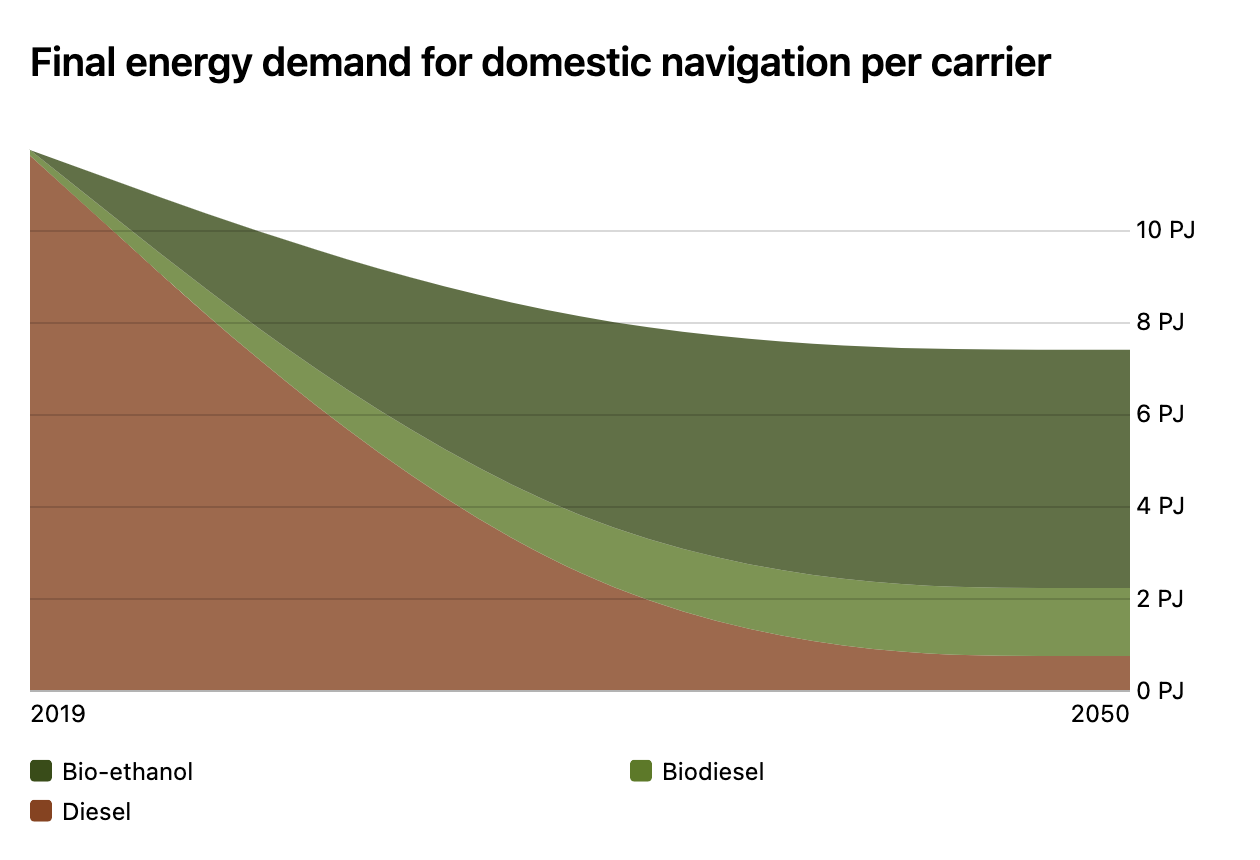 Final energy demand for domestic navigation per carrier
10 PJ
8 PJ
6 PJ
4 PJ
2 PJ
0 PJ
2019 2050
Bio-ethanol Biodiesel
Diesel